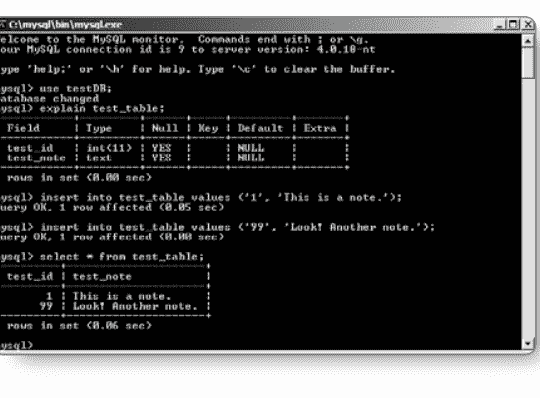 C:\mysql\bin\mysql.exe
elcome to the MySQL monitor.  Commands end with ; or \g.
our MySQL connection id is 9 to server version: 4.0.18-nt
ype 'help;' or '\h' for help. Type '\c' to clear the buffer.
ysql> use testDB;
atabase changed
ysql> explain test_table;
Field | Type | Null | Key | Default | Extra |
test_id | int(11) | YES | | NULL | |
test_note | text | YES | | NULL | |
rows in set (0.00 sec)
ysql> insert into test_table values ('1', 'This is a note.');
uery OK, 1 row affected (0.05 sec)
ysql> insert into test_table values ('99', 'Look! Another note.');
uery OK, 1 row affected (0.00 sec)
ysql> select * from test_table;
test_id | test_note |
1 | This is a note. |
99 | Look! Another note. |
rows in set (0.06 sec)
ysql>